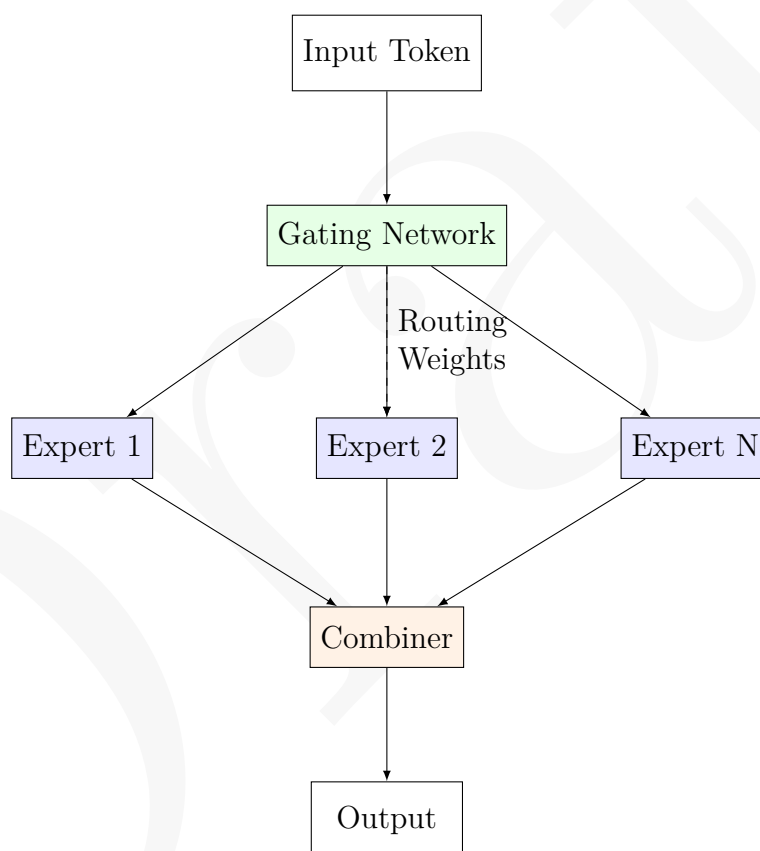 Input Token
Gating Network
Routing
Weights
Expert 1
Expert 2
Expert N
Combiner
Output